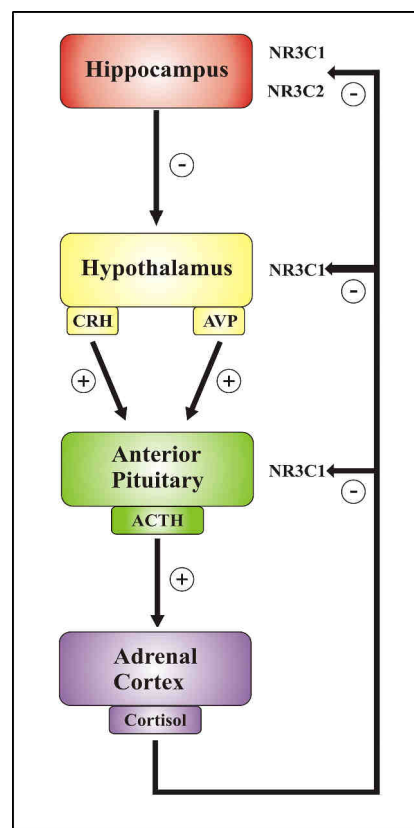 Hippocampus
NR3C1
NR3C2
-
-
Hypothalamus
NR3C1
-
CRH
AVP
+
+
Anterior
Pituitary
NR3C1
-
ACTH
+
Adrenal
Cortex
Cortisol